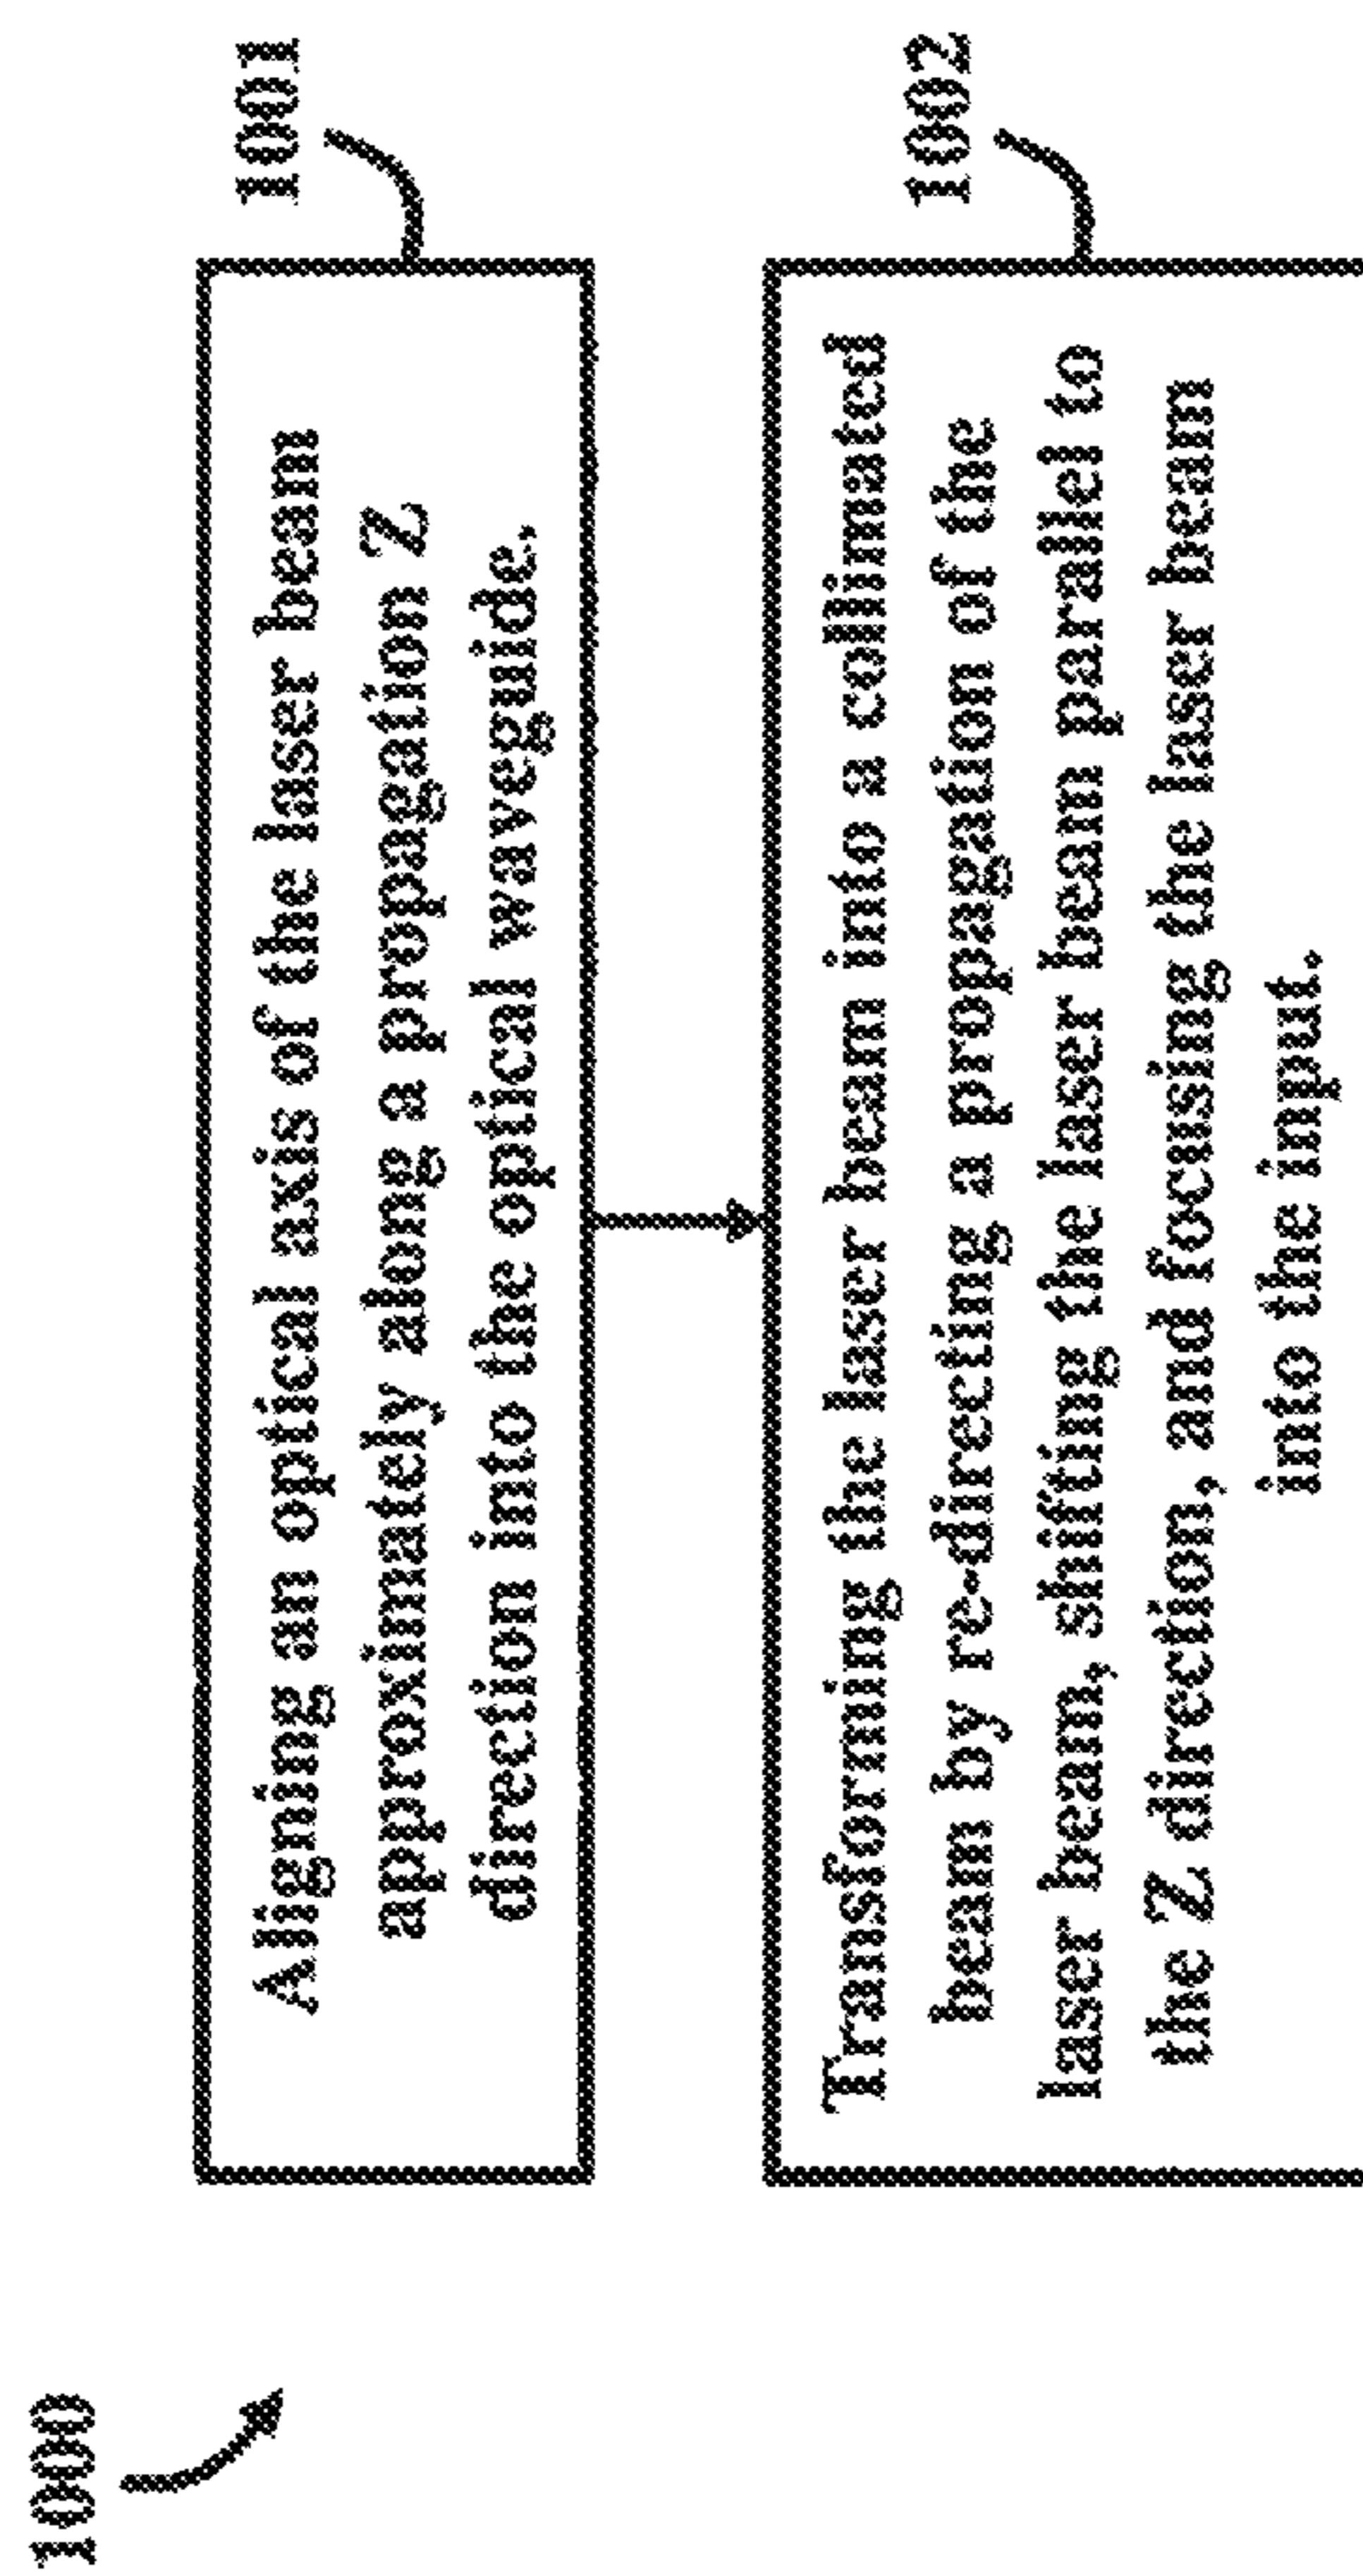 1000
Aligning an optical axis of the laser beam
approximately along a propagation Z
direction into the optical waveguide.
1001
Transforming the laser beam into a collimated
beam by re-directing a propagation of the
laser beam, shifting the laser beam parallel to
the Z direction, and focusing the laser beam
into the input.
1002